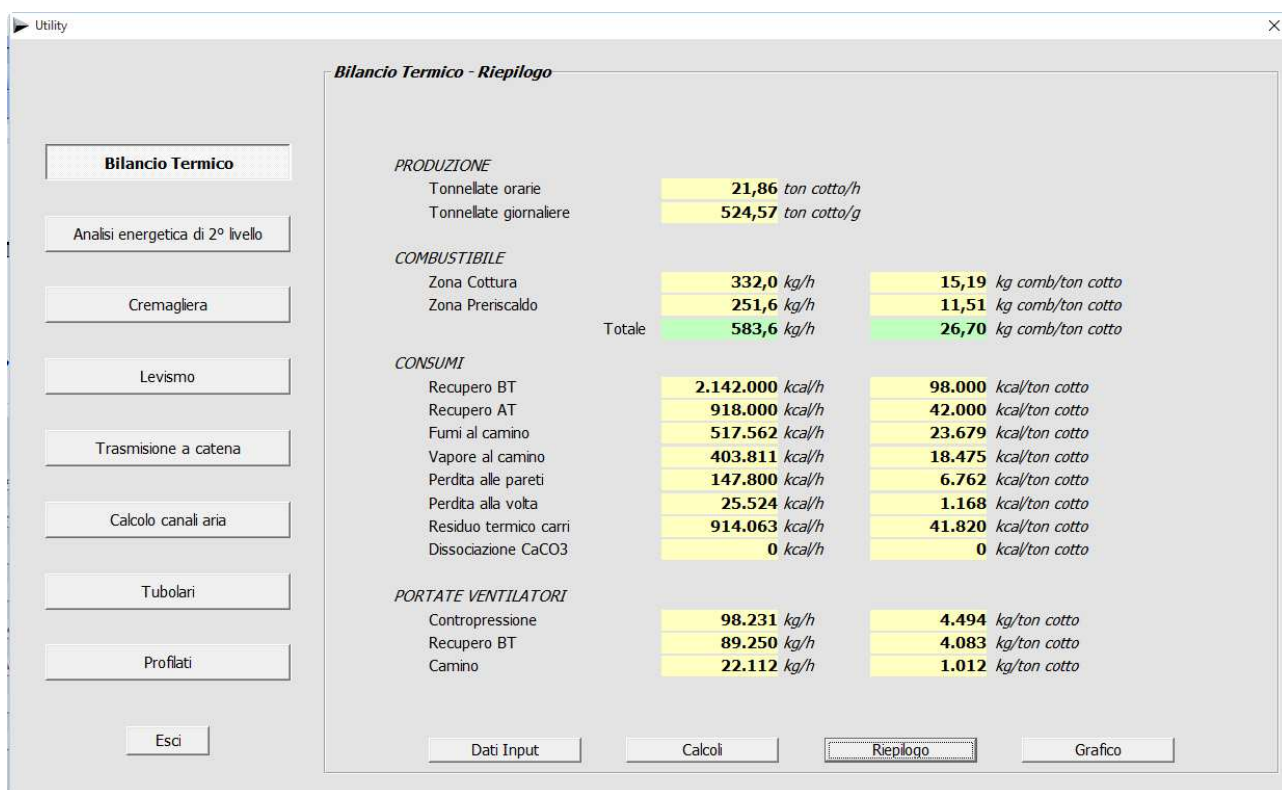 Utility
Bilancio Termico - Riepilogo
Bilancio Termico
Analisi energetica di 2° livello
Cremagliera
Levismo
Trasmisione a catena
Calcolo canali aria
Tubolari
Profilati
Esci
PRODUZIONE
Tonnellate orarie 21,86 ton cotto/h
Tonnellate giornaliere 524,57 ton cotto/g
COMBUSTIBILE
Zona Cottura 332,0 kg/h 15,19 kg comb/ton cotto
Zona Preriscaldo 251,6 kg/h 11,51 kg comb/ton cotto
Totale 583,6 kg/h 26,70 kg comb/ton cotto
CONSUMI
Recupero BT 2.142.000 kcal/h 98.000 kcal/ton cotto
Recupero AT 918.000 kcal/h 42.000 kcal/ton cotto
Fumi al camino 517.562 kcal/h 23.679 kcal/ton cotto
Vapore al camino 403.811 kcal/h 18.475 kcal/ton cotto
Perdita alle pareti 147.800 kcal/h 6.762 kcal/ton cotto
Perdita alla volta 25.524 kcal/h 1.168 kcal/ton cotto
Residuo termico carri 914.063 kcal/h 41.820 kcal/ton cotto
Dissociazione CaCO3 0 kcal/h 0 kcal/ton cotto
PORTATE VENTILATORI
Contropressione 98.231 kg/h 4.494 kg/ton cotto
Recupero BT 89.250 kg/h 4.083 kg/ton cotto
Camino 22.112 kg/h 1.012 kg/ton cotto
Dati Input Calcoli Riepilogo Grafico